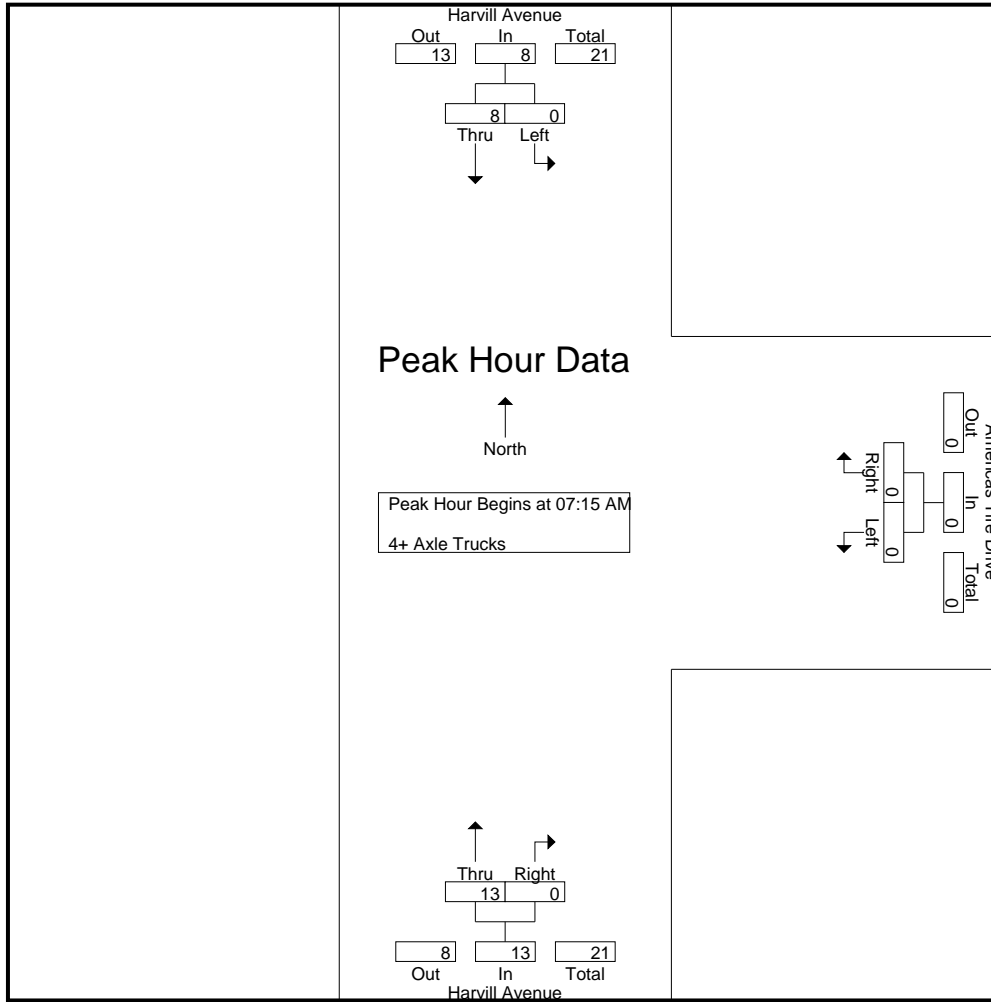 Harvill Avenue
Out In Total
13 8 21
8 0
Thru Left
Peak Hour Data
North
Peak Hour Begins at 07:15 AM
4+ Axle Trucks
Right Left
0 0
Out In Total
0 0 0
Drive
Thru Right
13 0
8 13 21
Out In Total
Harvill Avenue